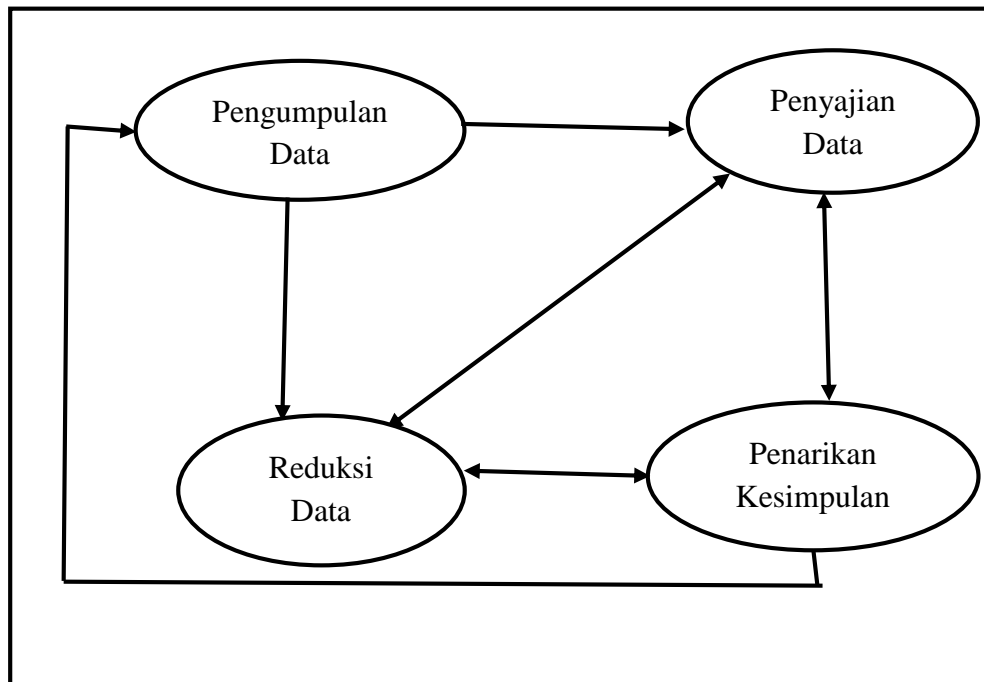 Pengumpulan
Data
Penyajian
Data
Reduksi
Data
Penarikan
Kesimpulan